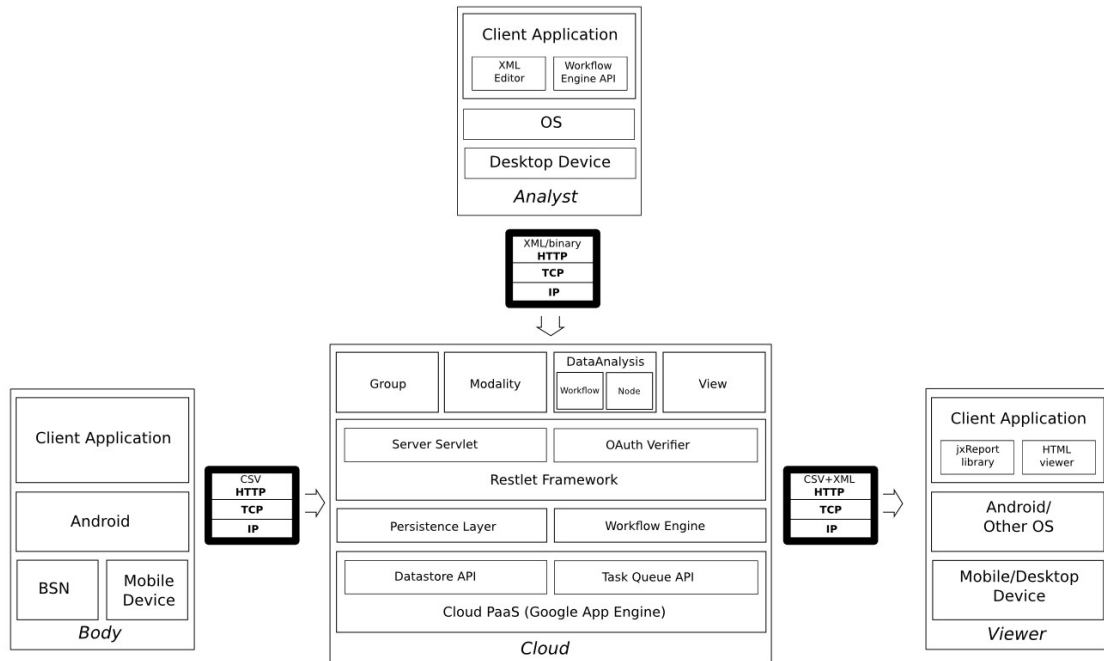 Client Application
XML
Editor
Workflow
Engine API
OS
Desktop Device
Analyst
XML/binary
HTTP
TCP
IP
Client Application
Android
BSN
Mobile
Device
Body
CSV
HTTP
TCP
IP
Group
Modality
DataAnalysis
Workflow
Node
View
Server Servlet
OAuth Verifier
Restlet Framework
Persistence Layer
Workflow Engine
Datastore API
Task Queue API
Cloud PaaS (Google App Engine)
Cloud
CSV+XML
HTTP
TCP
IP
Client Application
jxReport
library
HTML
viewer
Android/
Other OS
Mobile/Desktop
Device
Viewer